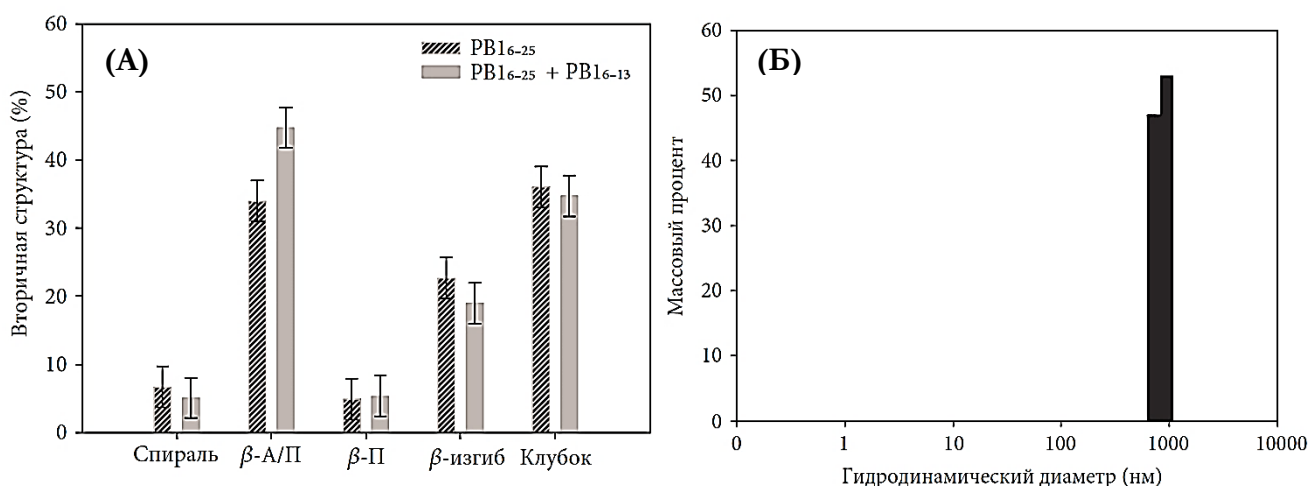 (А)
Вторичная структура (%)
60
50
40
30
20
10
0
PB1₆₋₂₅
PB1₆₋₂₅ + PB1₆₋₁₃
Спираль β-А/П β-П β-изгиб Клубок
(Б)
Массовый процент
60
50
40
30
20
10
0
0 1 10 100 1000 10000
Гидродинамический диаметр (нм)